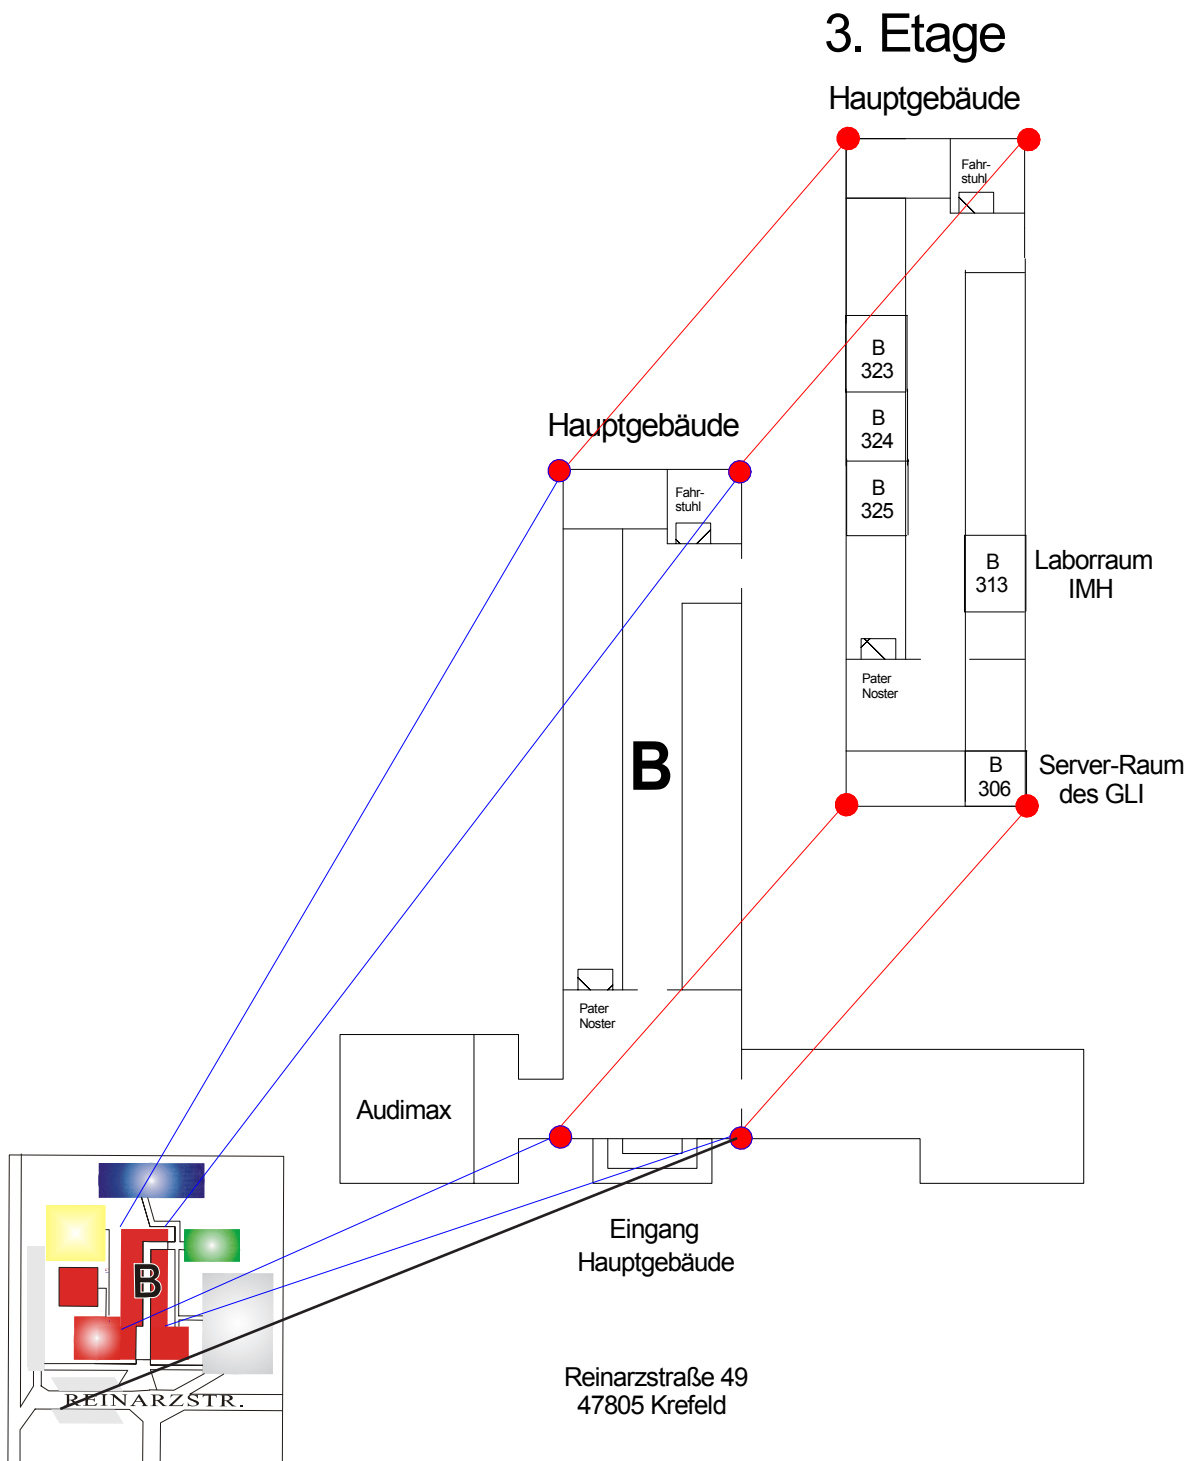 3. Etage
Hauptgebäude
Fahr-
stuhl
B
323
B
324
B
325
B
313
Laborraum
IMH
Pater
Noster
B
306
Server-Raum
des GLI
Hauptgebäude
Fahr-
stuhl
B
Pater
Noster
Audimax
Eingang
Hauptgebäude
B
REINARZSTR.
Reinarzstraße 49
47805 Krefeld